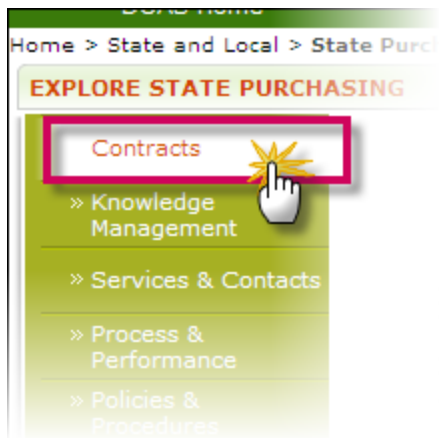 Home > State and Local > State Purc
EXPLORE STATE PURCHASING
Contracts
» Knowledge
Management
» Services & Contacts
» Process &
Performance
» Policies &
Procedures